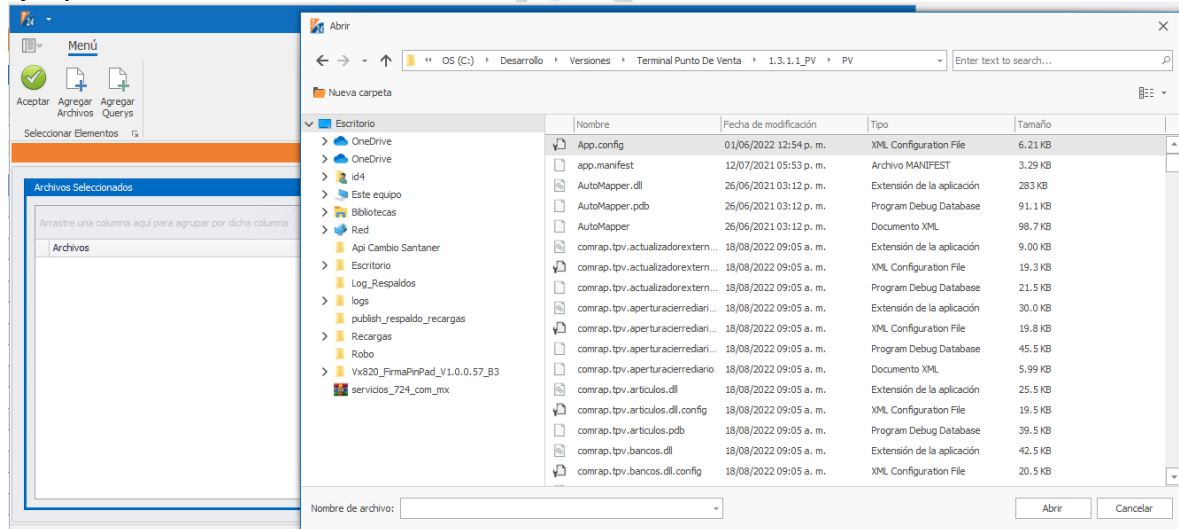 24
Menú
Aceptar
Agregar Archivos
Agregar Querys
Seleccionar Elementos
Archivos Seleccionados
Arrastre una columna aquí para agrupar por dicha columna
Archivos
Abrir
OS (C:) Desarrollo Versiones Terminal Punto De Venta 1.3.1.1_PV PV
Enter text to search...
Nueva carpeta
Escritorio
OneDrive
OneDrive
id4
Este equipo
Bibliotecas
Red
Api Cambio Santaner
Escritorio
Log_Respaldos
logs
publish_respaldo_recargas
Recargas
Robo
Vx820_FirmaPinPad_V1.0.0.57_B3
servicios_724_com_mx
Nombre Fecha de modificación Tipo Tamaño
App.config 01/06/2022 12:54 p. m. XML Configuration File 6.21 KB
app.manifest 12/07/2021 05:53 p. m. Archivo MANIFEST 3.29 KB
AutoMapper.dll 26/06/2021 03:12 p. m. Extensión de la aplicación 283 KB
AutoMapper.pdb 26/06/2021 03:12 p. m. Program Debug Database 91.1 KB
AutoMapper 26/06/2021 03:12 p. m. Documento XML 98.7 KB
comrap.tpv.actualizadorextern... 18/08/2022 09:05 a. m. Extensión de la aplicación 9.00 KB
comrap.tpv.actualizadorextern... 18/08/2022 09:05 a. m. XML Configuration File 19.3 KB
comrap.tpv.actualizadorextern... 18/08/2022 09:05 a. m. Program Debug Database 21.5 KB
comrap.tpv.aperturacierrediari... 18/08/2022 09:05 a. m. Extensión de la aplicación 30.0 KB
comrap.tpv.aperturacierrediari... 18/08/2022 09:05 a. m. XML Configuration File 19.8 KB
comrap.tpv.aperturacierrediari... 18/08/2022 09:05 a. m. Program Debug Database 45.5 KB
comrap.tpv.aperturacierrediario 18/08/2022 09:05 a. m. Documento XML 5.99 KB
comrap.tpv.articulos.dll 18/08/2022 09:05 a. m. Extensión de la aplicación 25.5 KB
comrap.tpv.articulos.dll.config 18/08/2022 09:05 a. m. XML Configuration File 19.5 KB
comrap.tpv.articulos.pdb 18/08/2022 09:05 a. m. Program Debug Database 39.5 KB
comrap.tpv.bancos.dll 18/08/2022 09:05 a. m. Extensión de la aplicación 42.5 KB
comrap.tpv.bancos.dll.config 18/08/2022 09:05 a. m. XML Configuration File 20.5 KB
Nombre de archivo:
Abrir
Cancelar